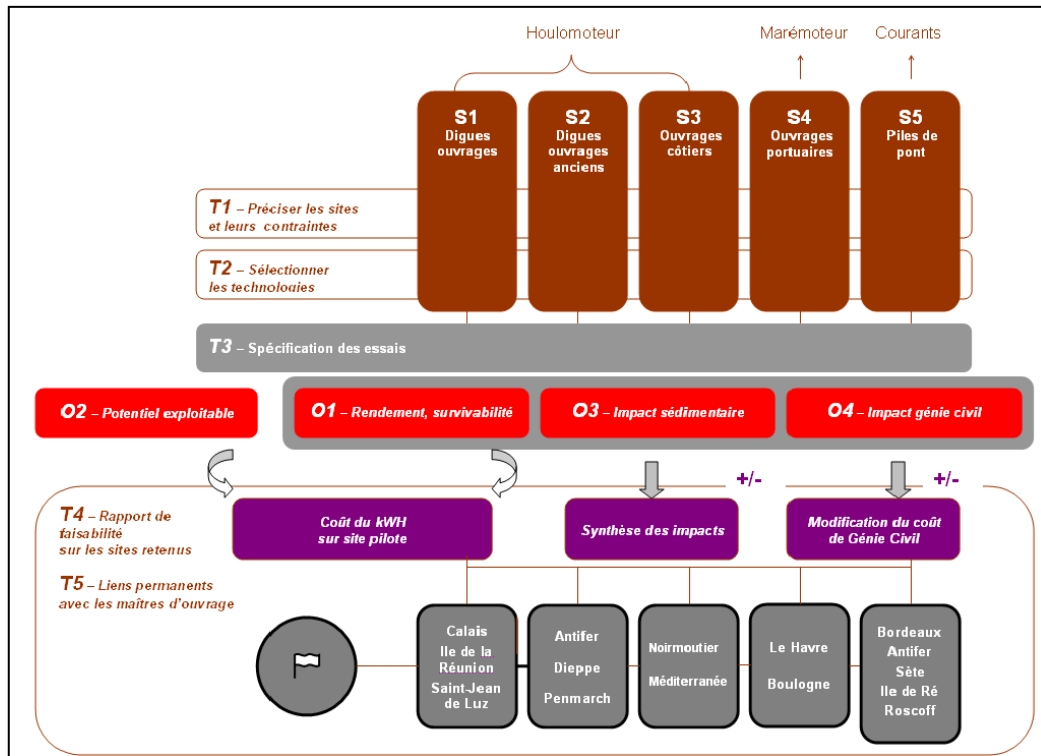 Houlomoteur
Marémoteur
Courants
S1
Digues
ouvrages
S2
Digues
ouvrages
anciens
S3
Ouvrages
côtiers
S4
Ouvrages
portuaires
S5
Piles de
pont
T1 – Préciser les sites
et leurs contraintes
T2 – Sélectionner
les technologies
T3 – Spécification des essais
O2 – Potentiel exploitable
O1 – Rendement, survivabilité
O3 – Impact sédimentaire
O4 – Impact génie civil
+/-
+/-
T4 – Rapport de
faisabilité
sur les sites retenus
Coût du kWH
sur site pilote
Synthèse des impacts
Modification du coût
de Génie Civil
T5 – Liens permanents
avec les maîtres d'ouvrage
Calais
Ile de la
Réunion
Saint-Jean
de Luz
Antifer
Dieppe
Penmarch
Noirmoutier
Méditerranée
Le Havre
Boulogne
Bordeaux
Antifer
Sète
Ile de Ré
Roscoff